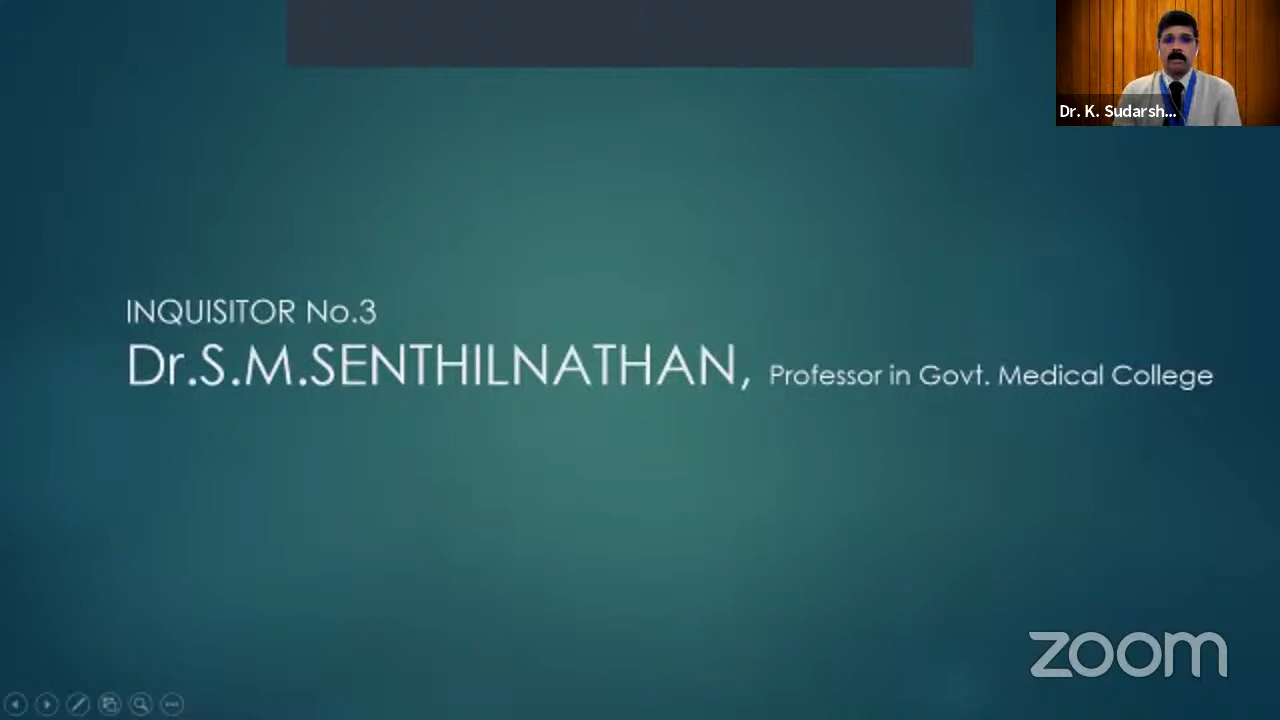 Dr. K. Sudarsh...
INQUISITOR No.3
Dr.S.M.SENTHILNATHAN, Professor in Govt. Medical College
zoom